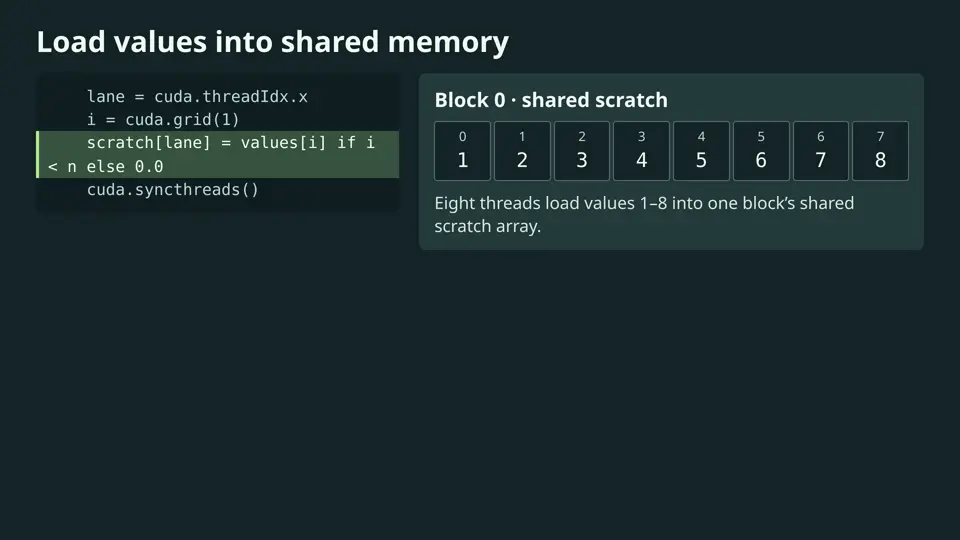 Load values into shared memory
lane = cuda.threadIdx.x
i = cuda.grid(1)
scratch[lane] = values[i] if i
< n else 0.0
cuda.syncthreads()
Block 0 · shared scratch
0 1 2 3 4 5 6 7
1 2 3 4 5 6 7 8
Eight threads load values 1–8 into one block’s shared
scratch array.